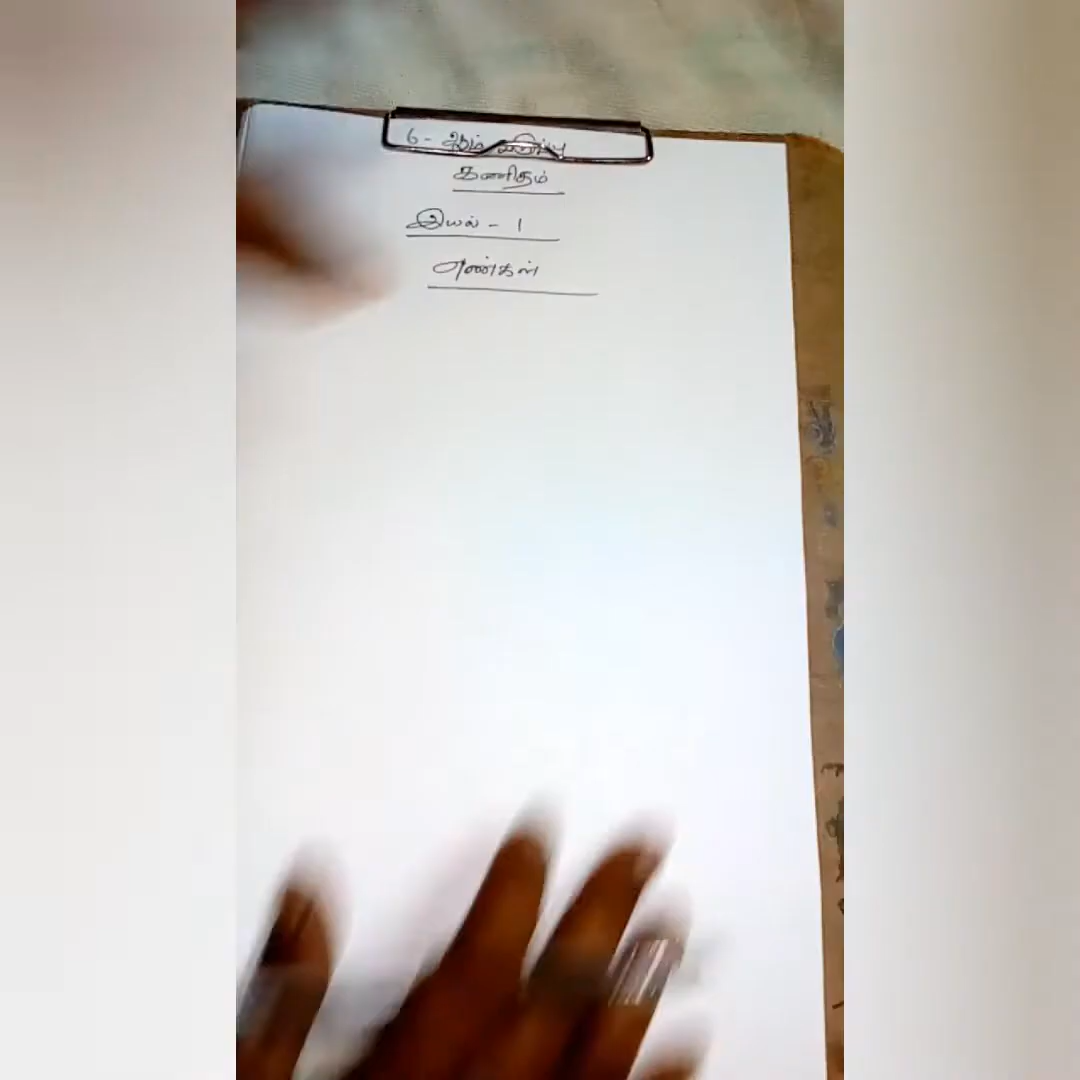 6 - ஆம் வகுப்பு
கணிதம்
இயல் - 1
எண்கள்